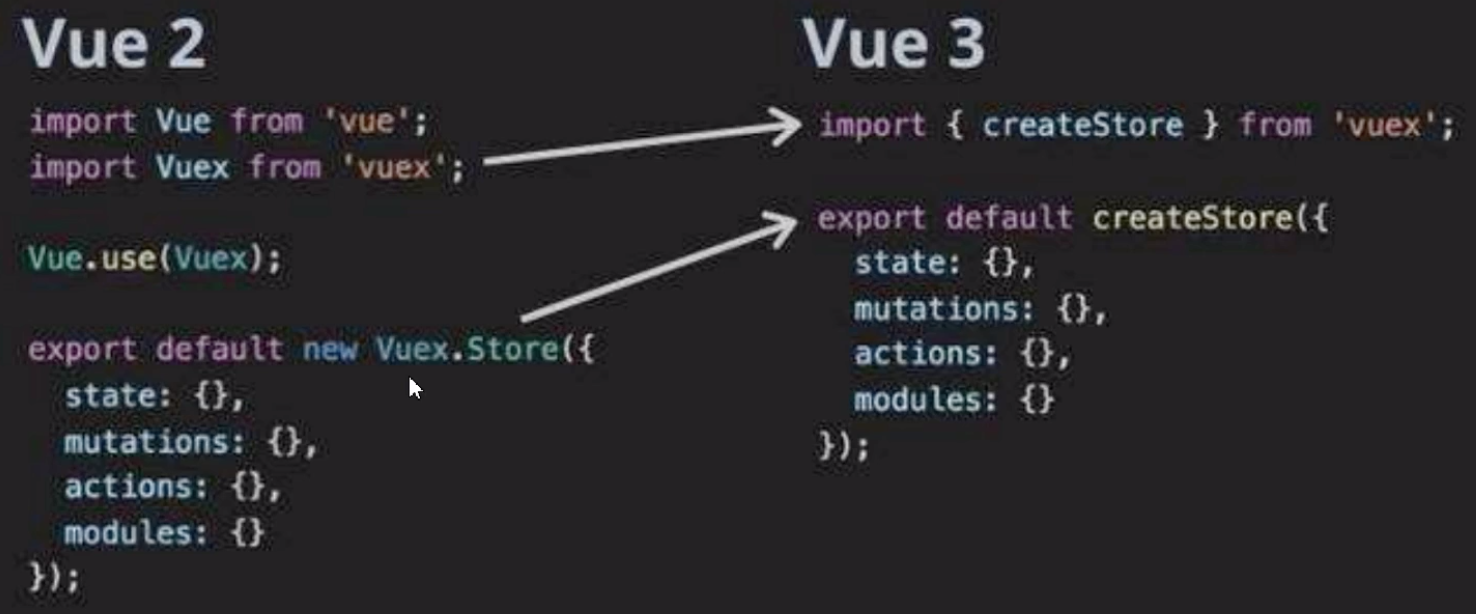 Vue 2
import Vue from 'vue';
import Vuex from 'vuex';
Vue.use(Vuex);
export default new Vuex.Store({
  state: {},
  mutations: {},
  actions: {},
  modules: {}
});
Vue 3
import { createStore } from 'vuex';
export default createStore({
  state: {},
  mutations: {},
  actions: {},
  modules: {}
});